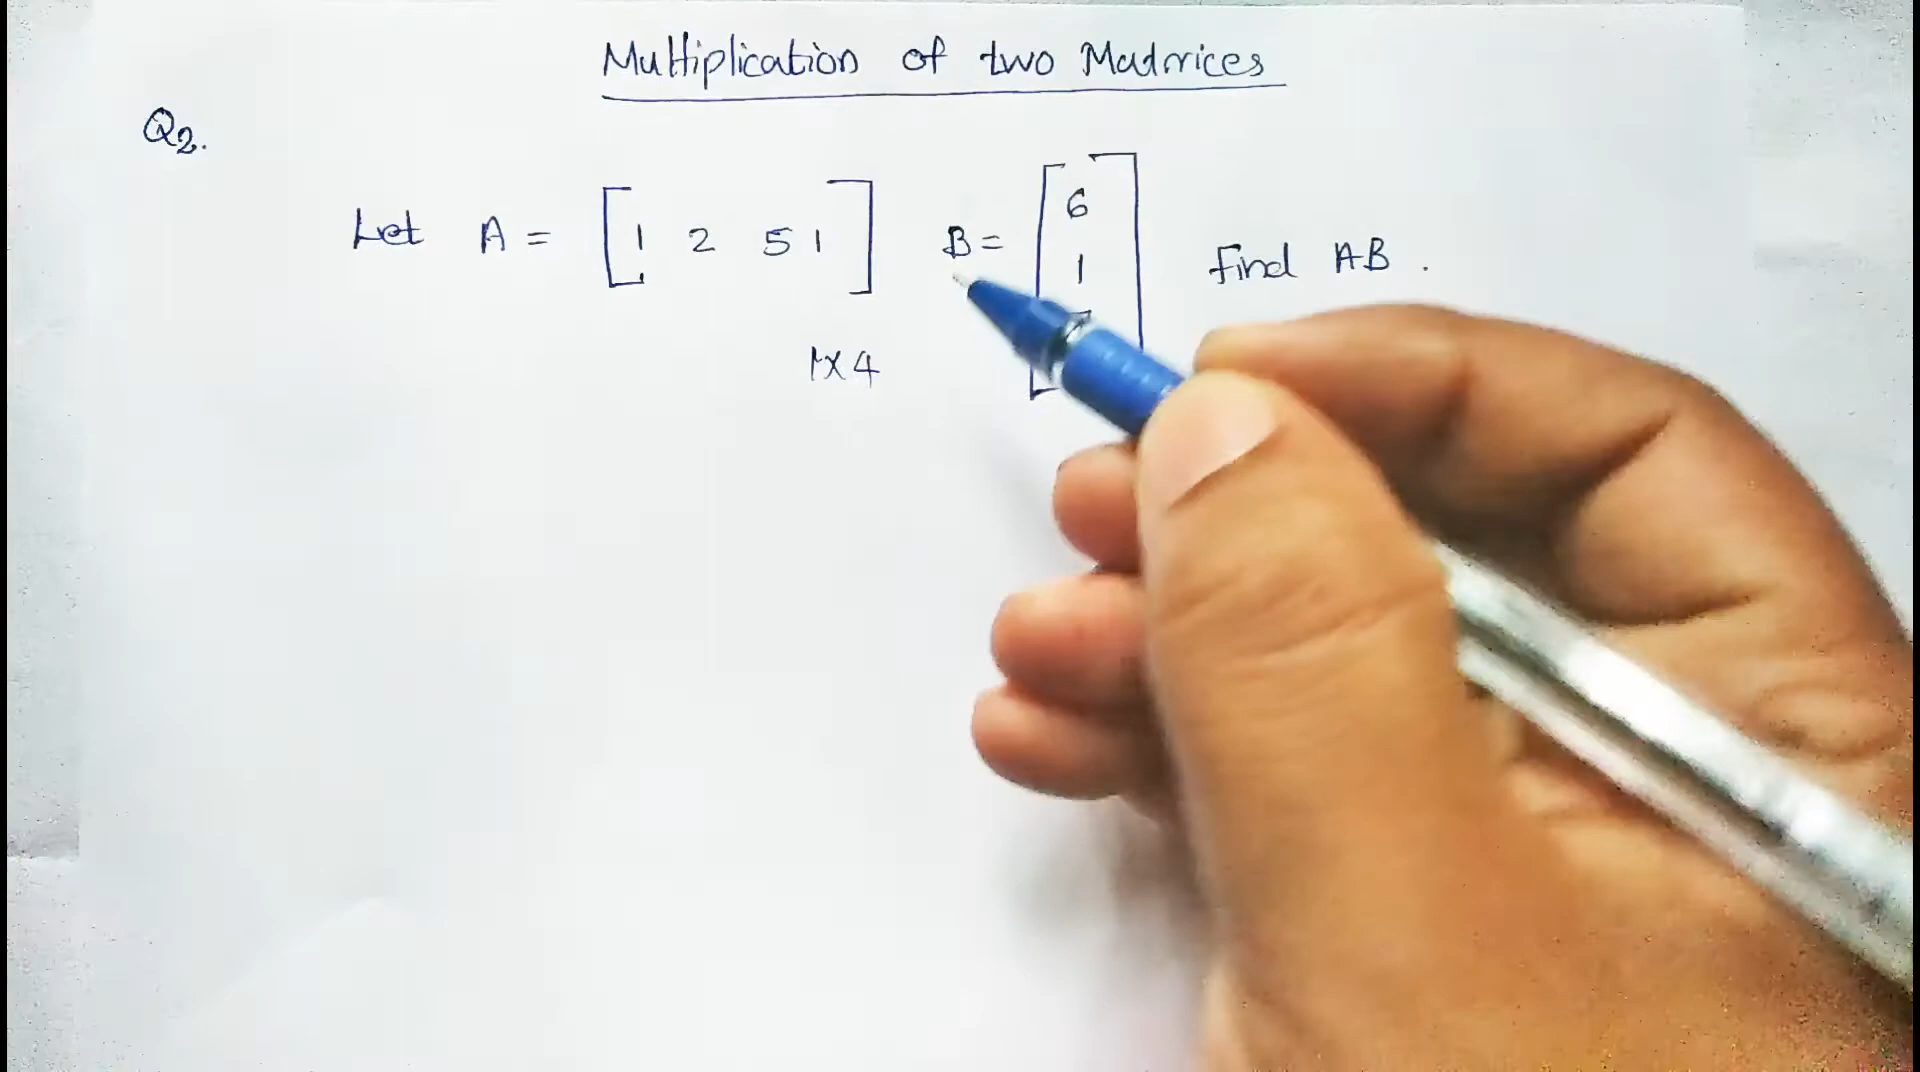 Multiplication of two Matrices
Q2.
Let A = [1 2 5 1] B = [6 1 Find AB .
1x4